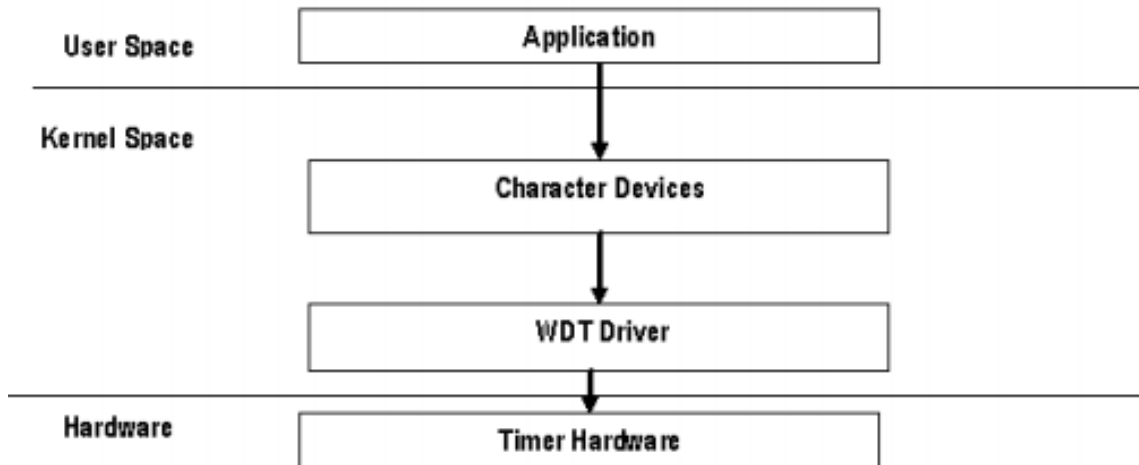 Application
User Space
Kernel Space
Character Devices
WDT Driver
Hardware
Timer Hardware